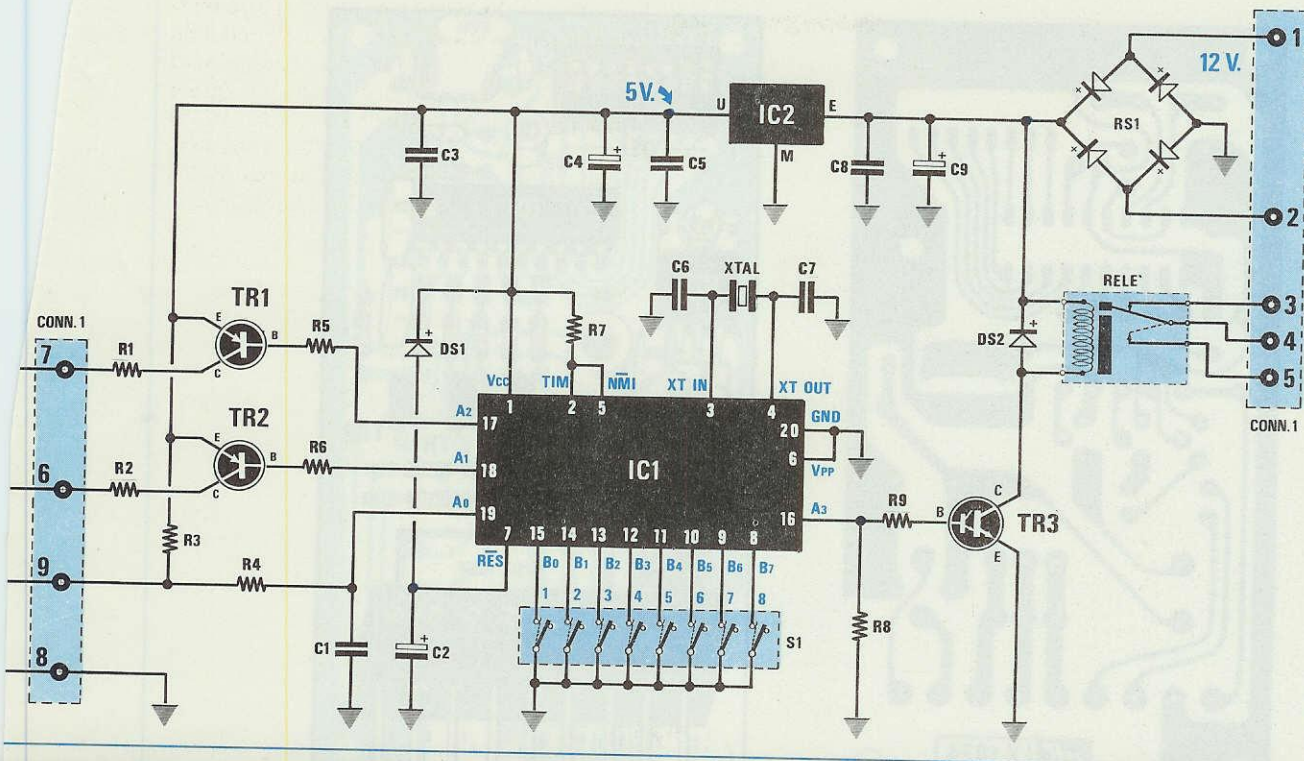 1
12 V.
5V.
U
IC2
E
M
RS1
C3
C4
+
C5
C8
+
C9
2
C6
XTAL
C7
RELE'
TR1
E
B
C
R5
CONN.1
7
R1
DS1
+
R7
DS2
+
3
4
5
CONN.1
Vcc
TIM
NMI
XT IN
XT OUT
1
2
5
3
4
GND
20
6
VPP
A2
17
TR2
E
B
C
R6
A1
18
IC1
6
R2
A0
19
A3
16
R9
B
C
TR3
E
R3
7
15
14
13
12
11
10
9
8
RES
B0
B1
B2
B3
B4
B5
B6
B7
9
R4
1
2
3
4
5
6
7
8
S1
R8
C1
+
C2
8